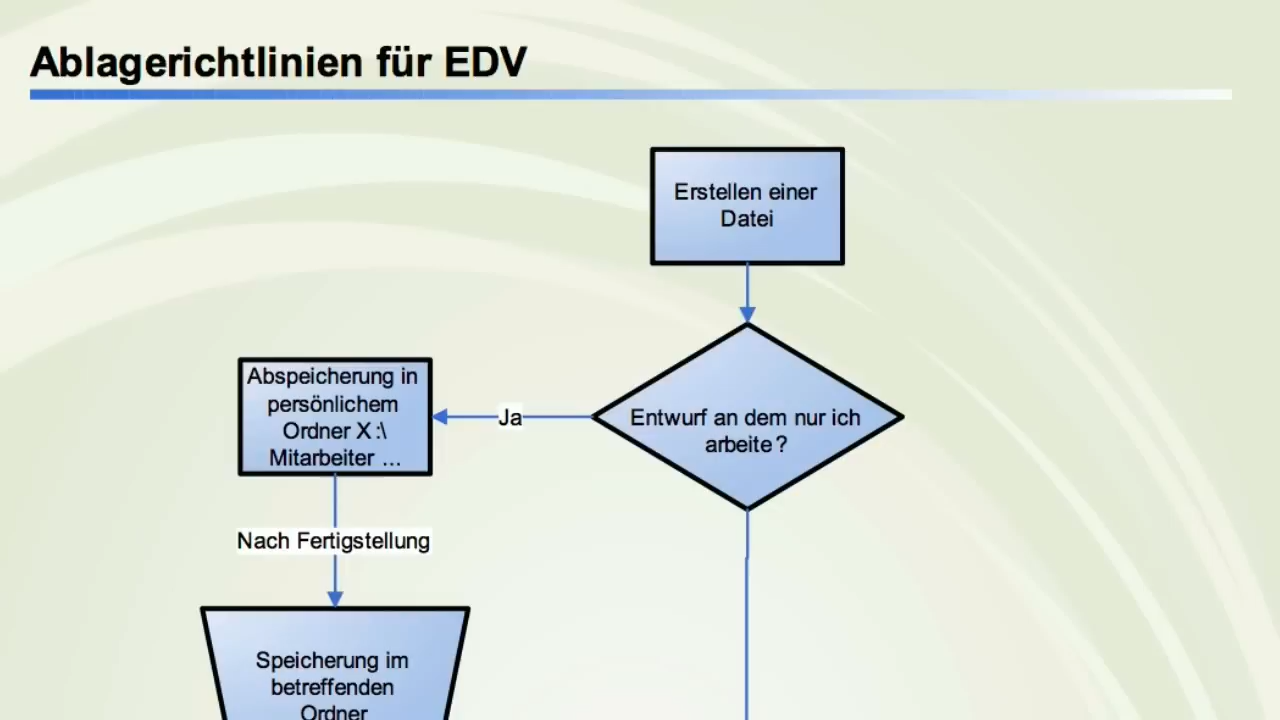 Ablagerichtlinien für EDV
Erstellen einer
Datei
Entwurf an dem nur ich
arbeite?
Ja
Abspeicherung in
persönlichem
Ordner X:\
Mitarbeiter ...
Nach Fertigstellung
Speicherung im
betreffenden
Ordner